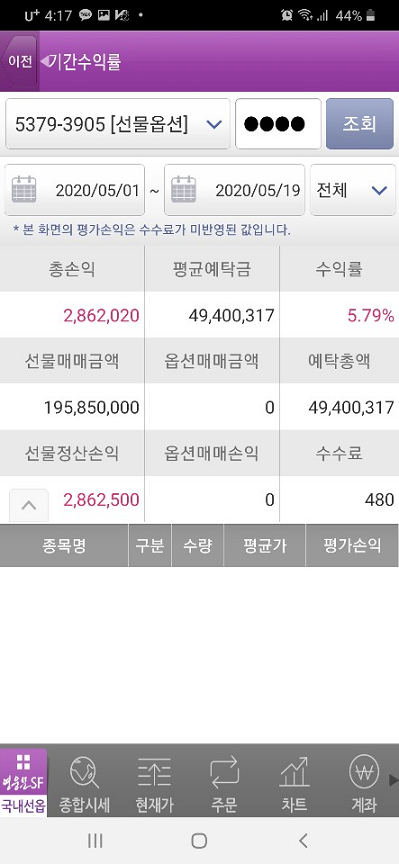 U+ 4:17 44%
이전 기간수익률
5379-3905 [선물옵션] ●●●● 조회
2020/05/01 ~ 2020/05/19 전체
* 본 화면의 평가손익은 수수료가 미반영된 값입니다.
총손익 평균예탁금 수익률
2,862,020 49,400,317 5.79%
선물매매금액 옵션매매금액 예탁총액
195,850,000 0 49,400,317
선물정산손익 옵션매매손익 수수료
2,862,500 0 480
종목명 구분 수량 평균가 평가손익
영웅문SF
국내선옵 종합시세 현재가 주문 차트 계좌